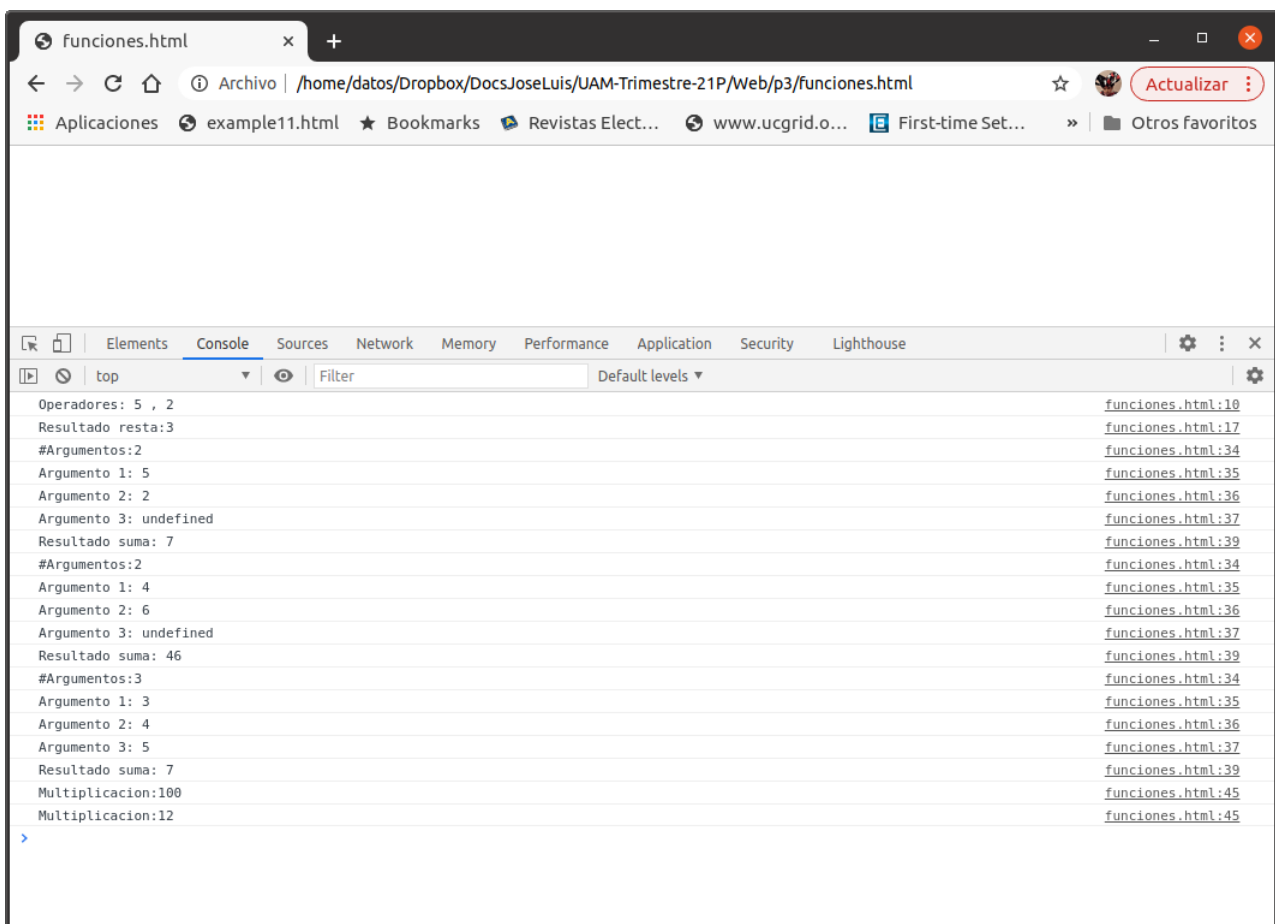 funciones.html × +
Archivo | /home/datos/Dropbox/DocsJoseLuis/UAM-Trimestre-21P/Web/p3/funciones.html Actualizar
Aplicaciones example11.html Bookmarks Revistas Elect... www.ucgrid.o... First-time Set... » Otros favoritos
Elements Console Sources Network Memory Performance Application Security Lighthouse
top Filter Default levels
Operadores: 5 , 2 funciones.html:10
Resultado resta:3 funciones.html:17
#Argumentos:2 funciones.html:34
Argumento 1: 5 funciones.html:35
Argumento 2: 2 funciones.html:36
Argumento 3: undefined funciones.html:37
Resultado suma: 7 funciones.html:39
#Argumentos:2 funciones.html:34
Argumento 1: 4 funciones.html:35
Argumento 2: 6 funciones.html:36
Argumento 3: undefined funciones.html:37
Resultado suma: 46 funciones.html:39
#Argumentos:3 funciones.html:34
Argumento 1: 3 funciones.html:35
Argumento 2: 4 funciones.html:36
Argumento 3: 5 funciones.html:37
Resultado suma: 7 funciones.html:39
Multiplicacion:100 funciones.html:45
Multiplicacion:12 funciones.html:45